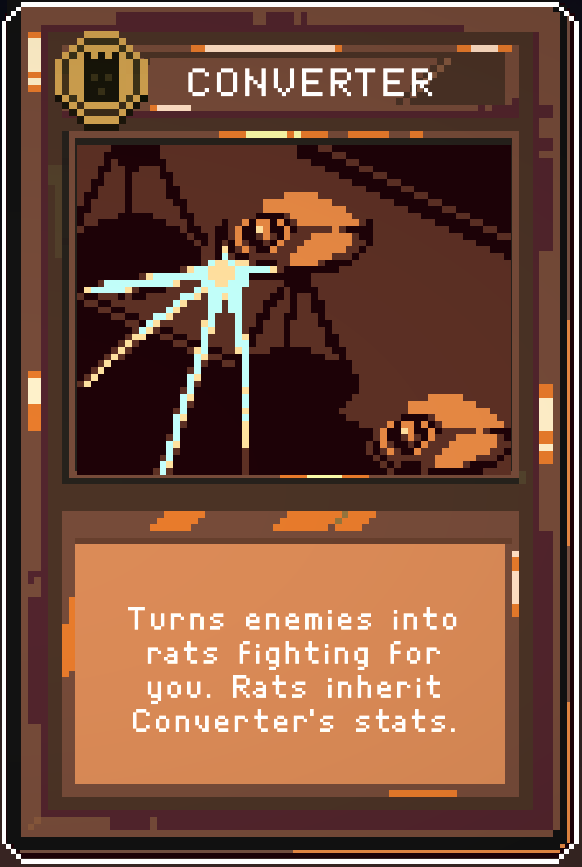 CONVERTER
Turns enemies into
rats fighting for
you. Rats inherit
Converter's stats.